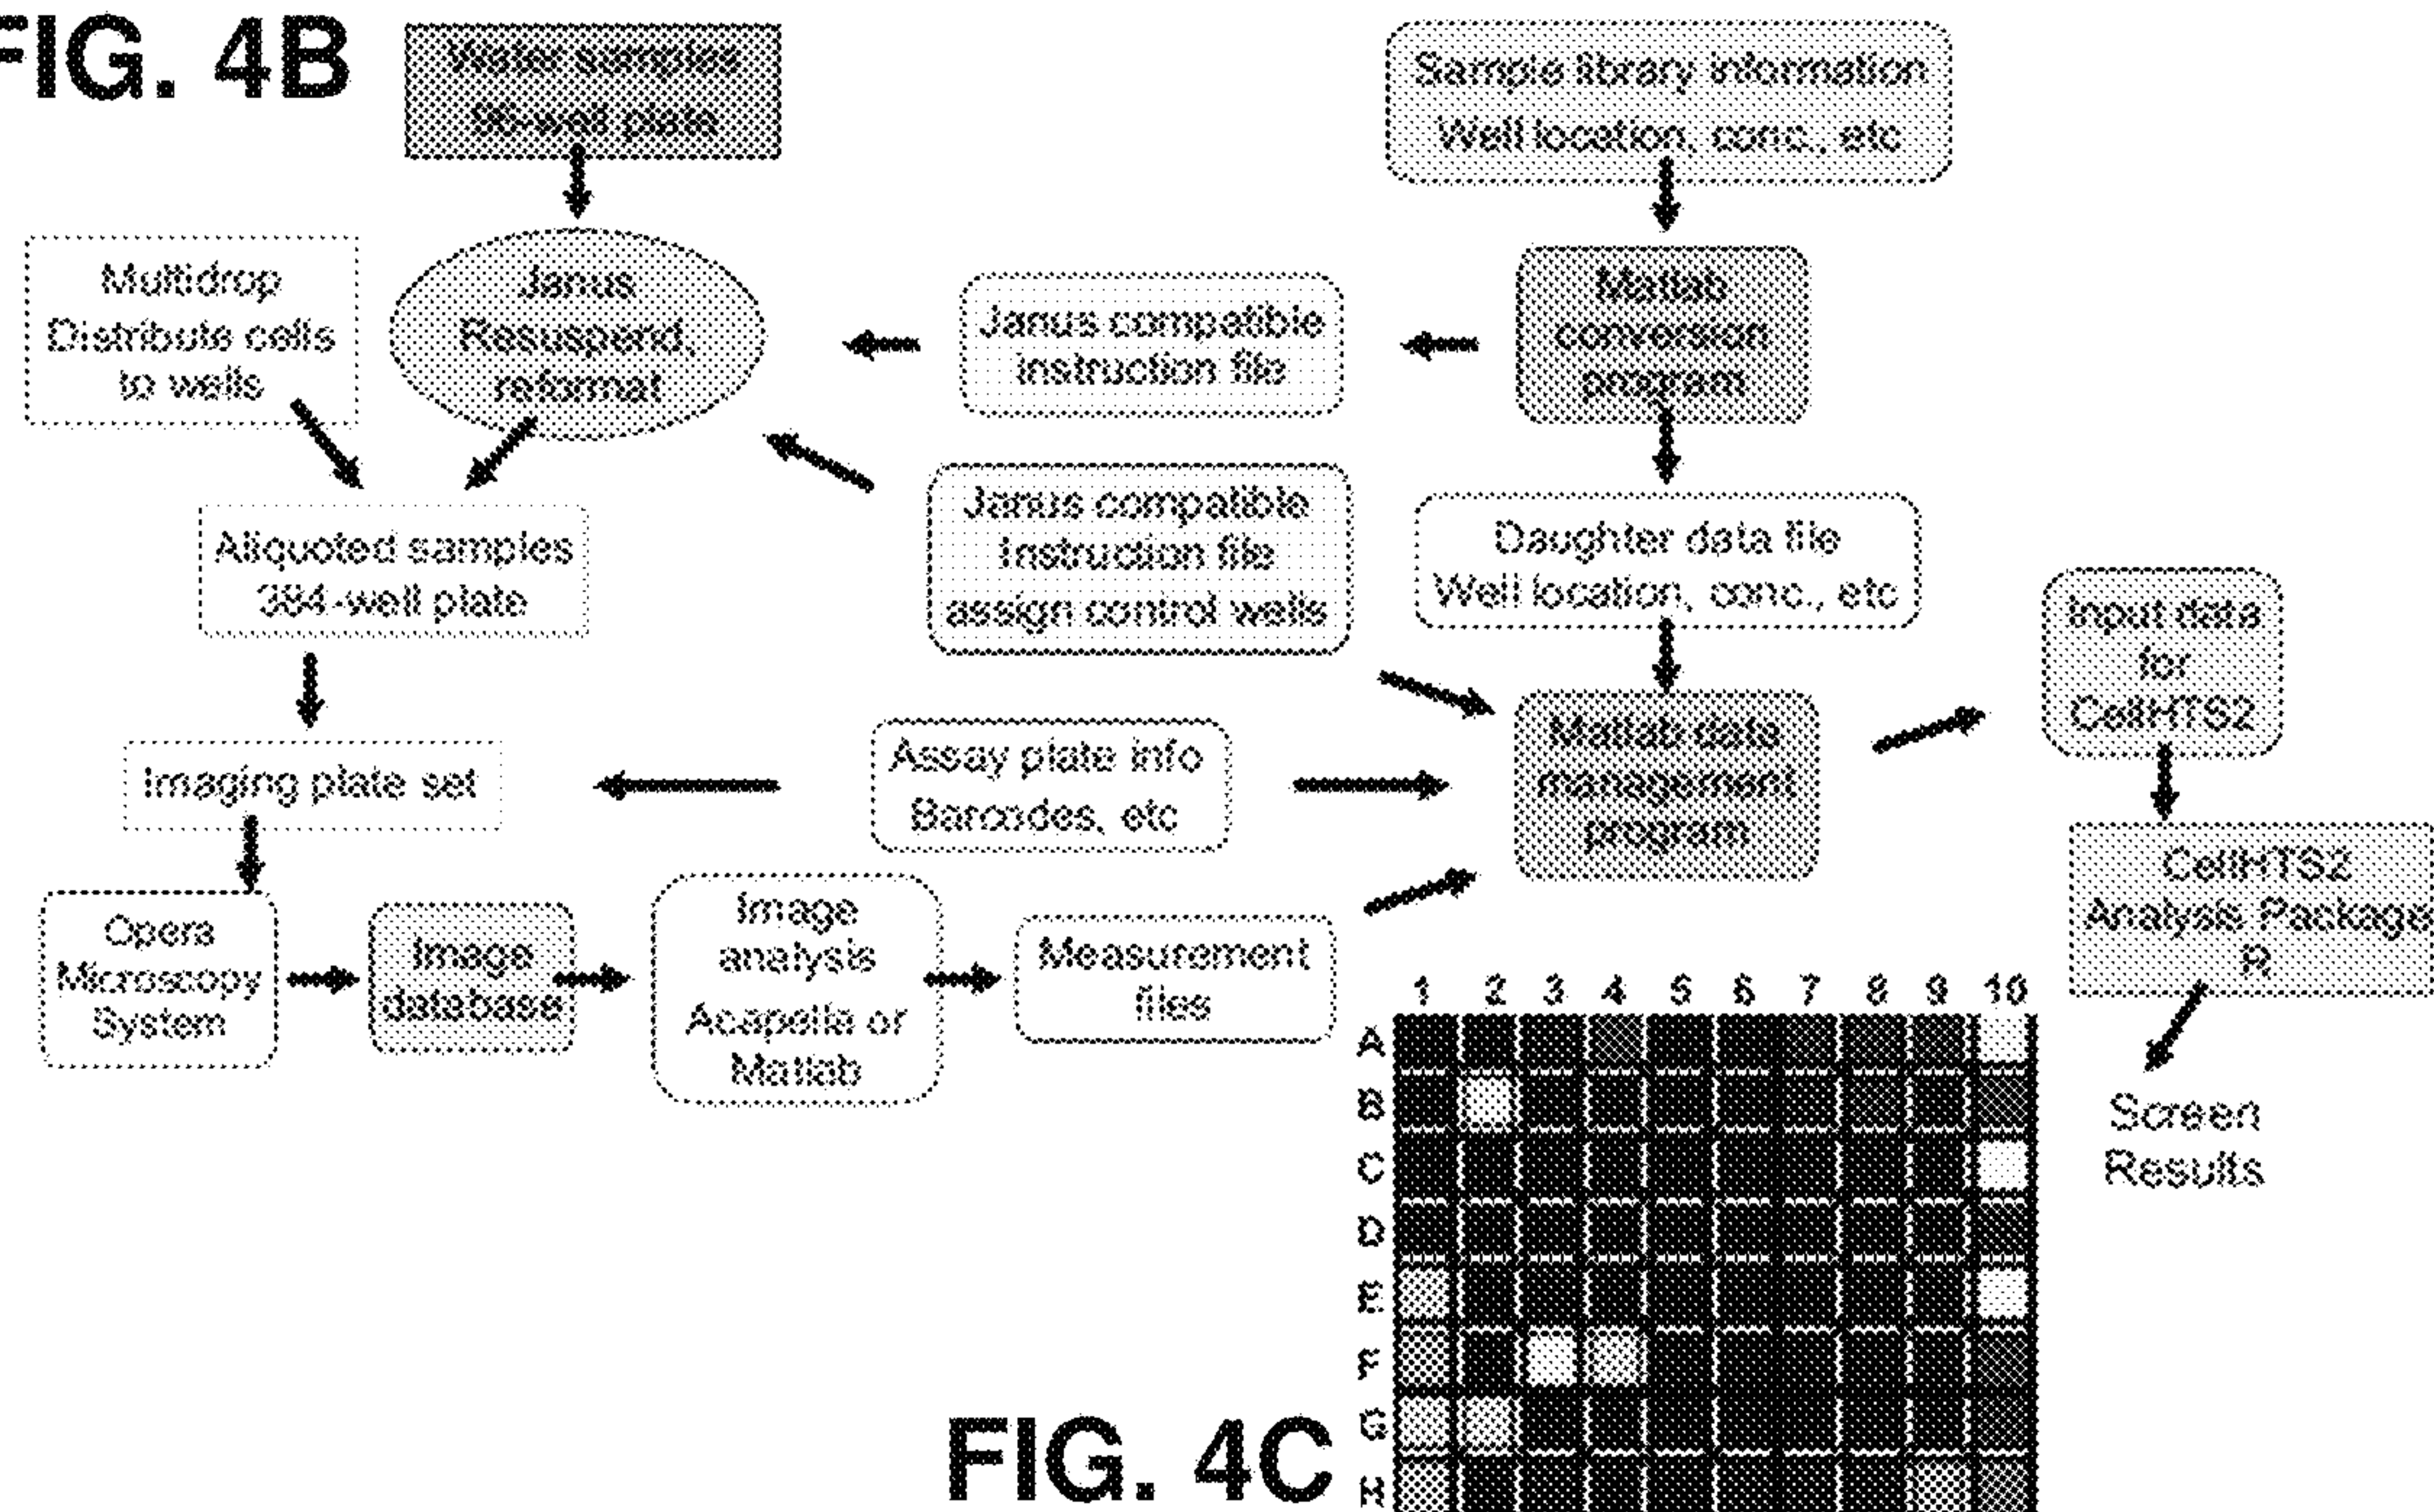 FIG. 4B
Water samples
96-well plate
Sample library information
Well location, conc., etc
Multidrop
Distribute cells
to wells
Janus
Resuspend,
reformat
Janus compatible
instruction file
Matlab
conversion
program
Janus compatible
Instruction file
assign control wells
Daughter data file
Well location, conc., etc
Aliquoted samples
384-well plate
Input data
for
CellHTS2
Imaging plate set
Assay plate info
Barcodes, etc
Matlab data
management
program
Opera
Microscopy
System
Image
database
Image
analysis
Acapella or
Matlab
Measurement
files
CellHTS2
Analysis Package
R
Screen
Results
1 2 3 4 5 6 7 8 9 10
A
B
C
D
E
F
G
H
FIG. 4C